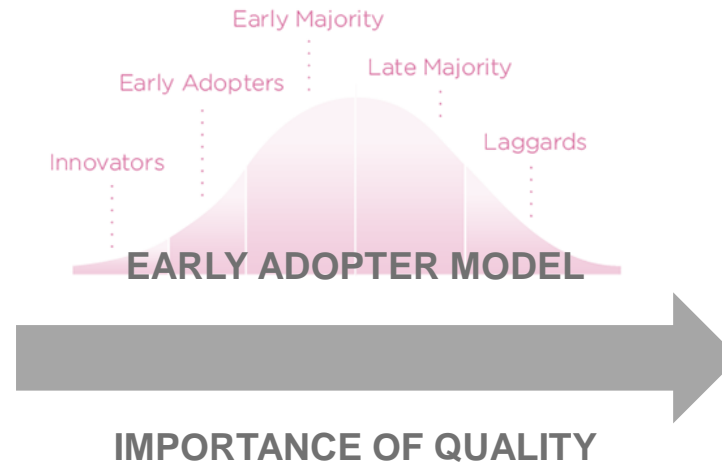 Early Majority
Late Majority
Early Adopters
Laggards
Innovators
EARLY ADOPTER MODEL
IMPORTANCE OF QUALITY